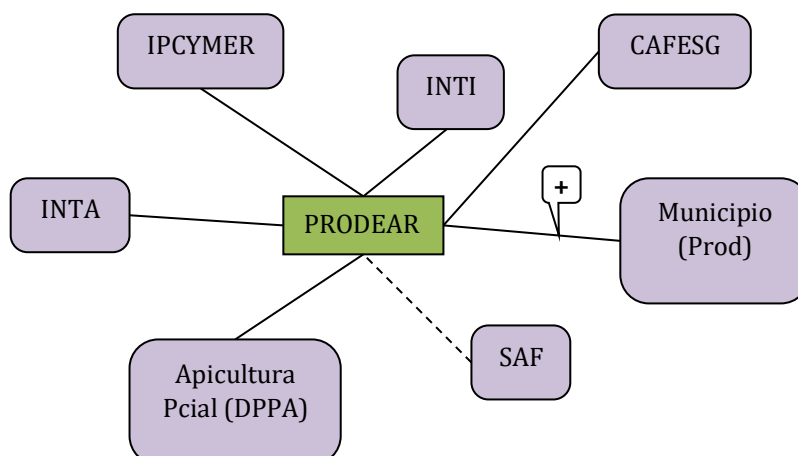 IPCYMER
CAFESG
INTI
+
INTA
PRODEAR
Municipio
(Prod)
SAF
Apicultura
Pcial (DPPA)